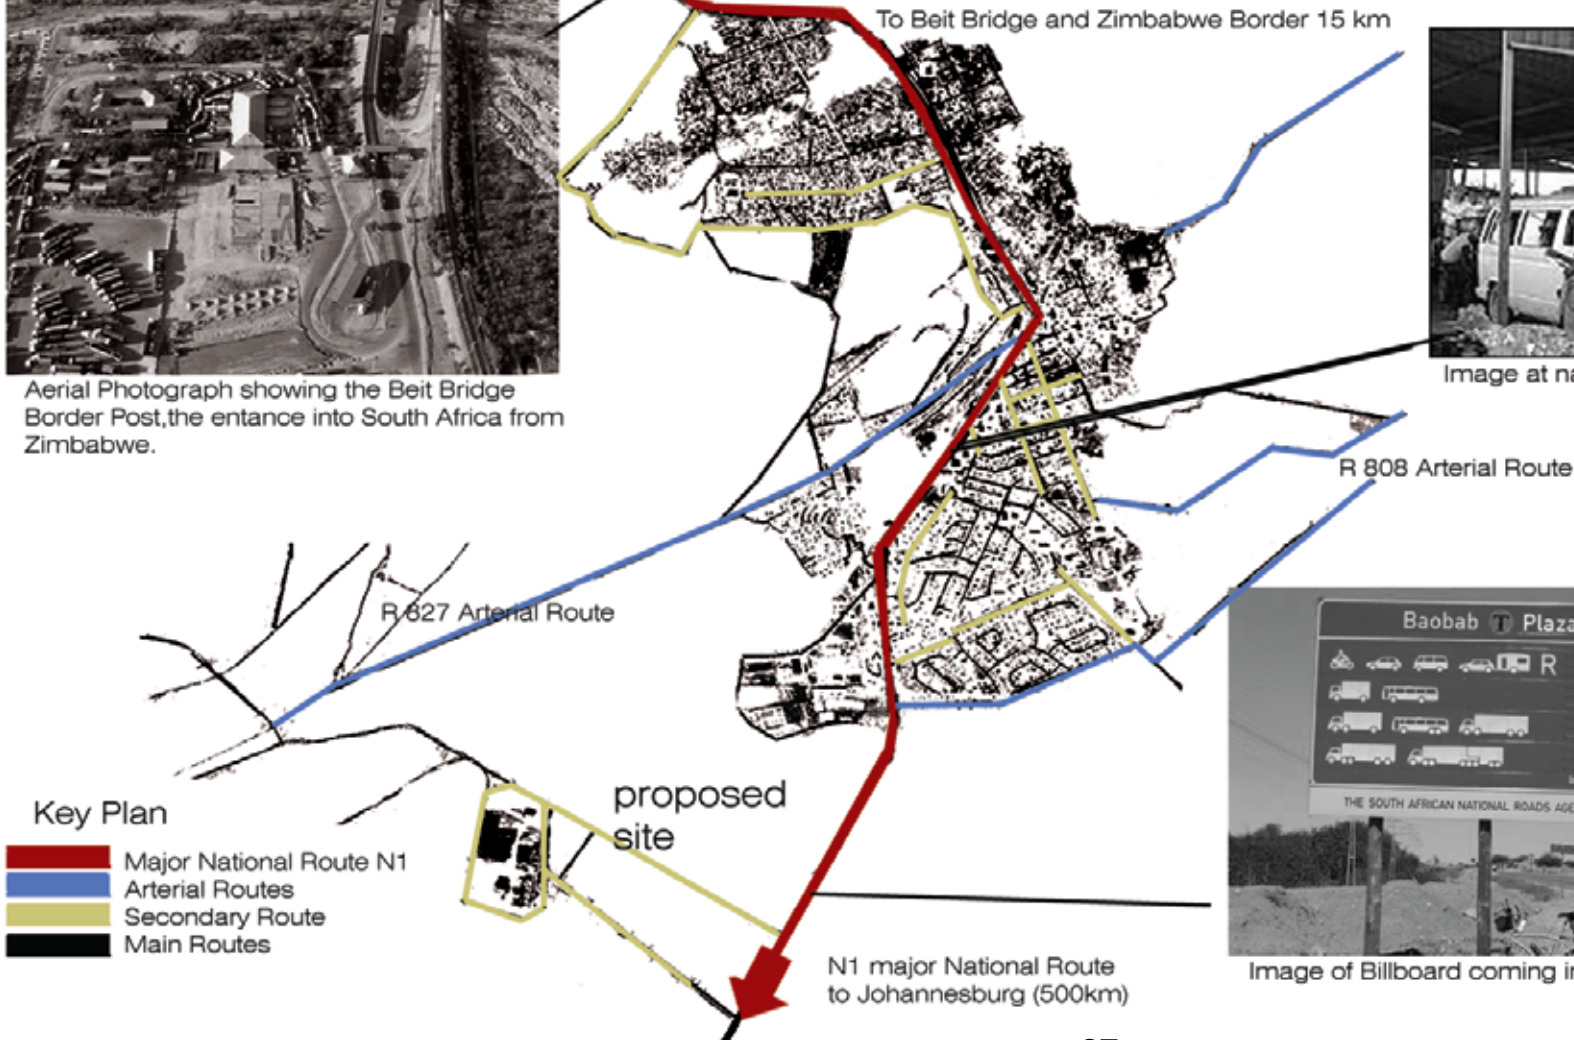 To Beit Bridge and Zimbabwe Border 15 km
Aerial Photograph showing the Beit Bridge
Border Post,the entance into South Africa from
Zimbabwe.
Image at na
R 808 Arterial Route
R 827 Arterial Route
Baobab T Plaza
R
THE SOUTH AFRICAN NATIONAL ROADS AGE
Image of Billboard coming in
proposed
site
Key Plan
Major National Route N1
Arterial Routes
Secondary Route
Main Routes
N1 major National Route
to Johannesburg (500km)